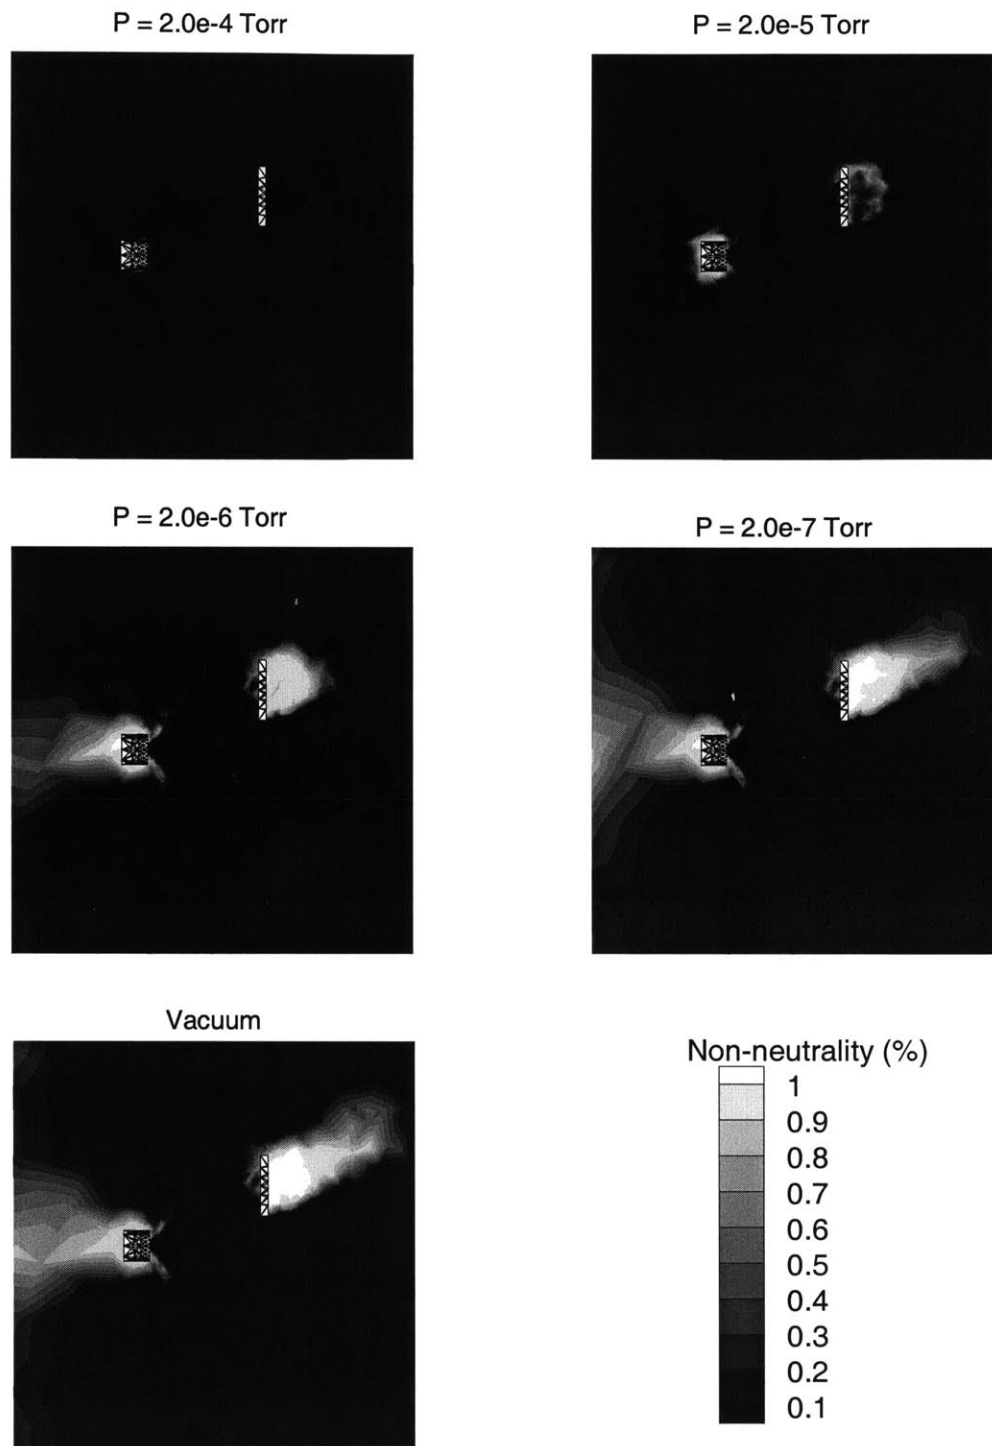 P = 2.0e-4 Torr
P = 2.0e-5 Torr
P = 2.0e-6 Torr
P = 2.0e-7 Torr
Vacuum
Non-neutrality (%)
1
0.9
0.8
0.7
0.6
0.5
0.4
0.3
0.2
0.1